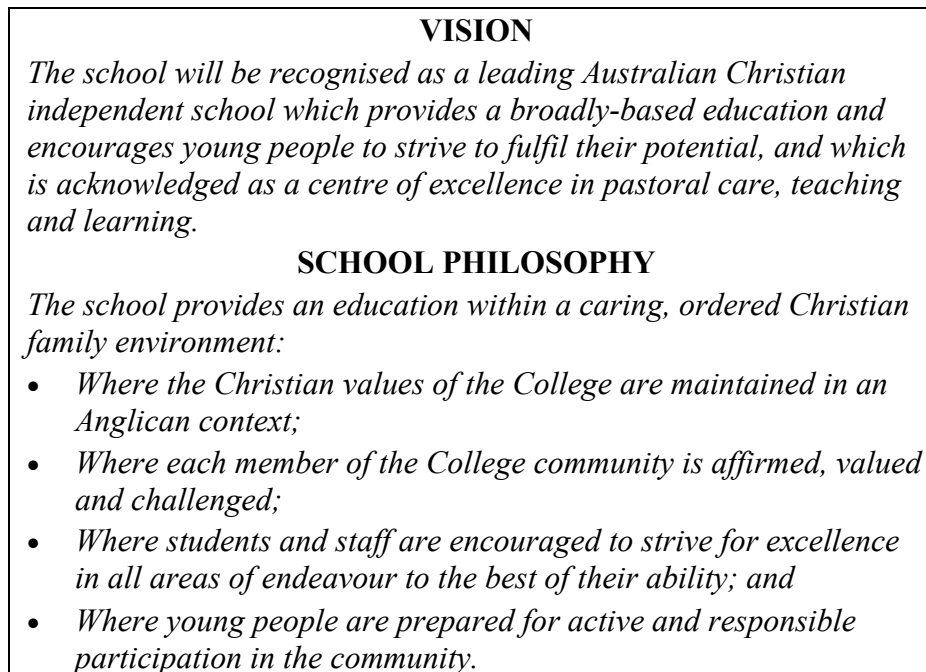 VISION
The school will be recognised as a leading Australian Christian
independent school which provides a broadly-based education and
encourages young people to strive to fulfil their potential, and which
is acknowledged as a centre of excellence in pastoral care, teaching
and learning.
SCHOOL PHILOSOPHY
The school provides an education within a caring, ordered Christian
family environment:
• Where the Christian values of the College are maintained in an
Anglican context;
• Where each member of the College community is affirmed, valued
and challenged;
• Where students and staff are encouraged to strive for excellence
in all areas of endeavour to the best of their ability; and
• Where young people are prepared for active and responsible
participation in the community.